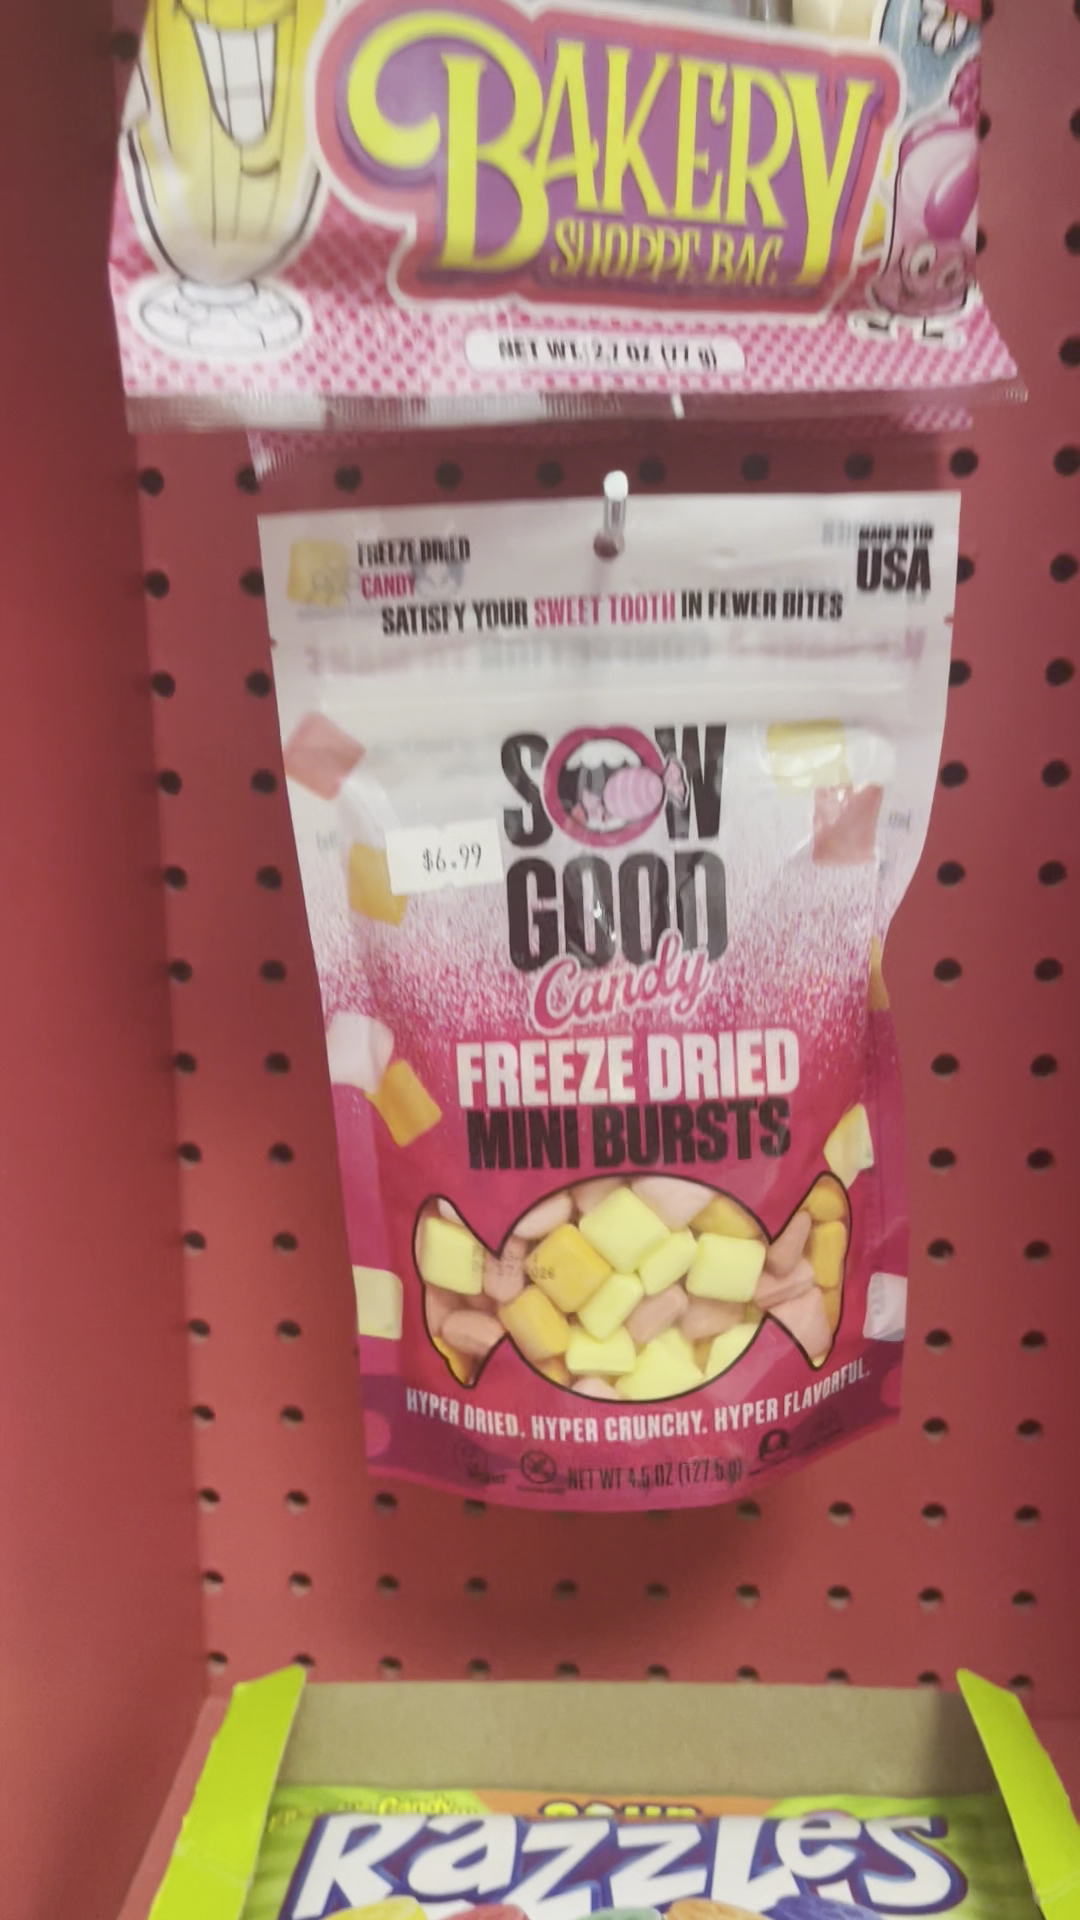 BAKERY
SHOPPE BAG
NET WT. 2.7 OZ (77 g)
FREEZE DRIED
CANDY
MADE IN THE
USA
SATISFY YOUR SWEET TOOTH IN FEWER BITES
SOW
GOOD
Candy
$6.99
FREEZE DRIED
MINI BURSTS
HYPER DRIED. HYPER CRUNCHY. HYPER FLAVORFUL.
NET WT 4.5 OZ (127.5 g)
Candy
SOUR
RAZZLES